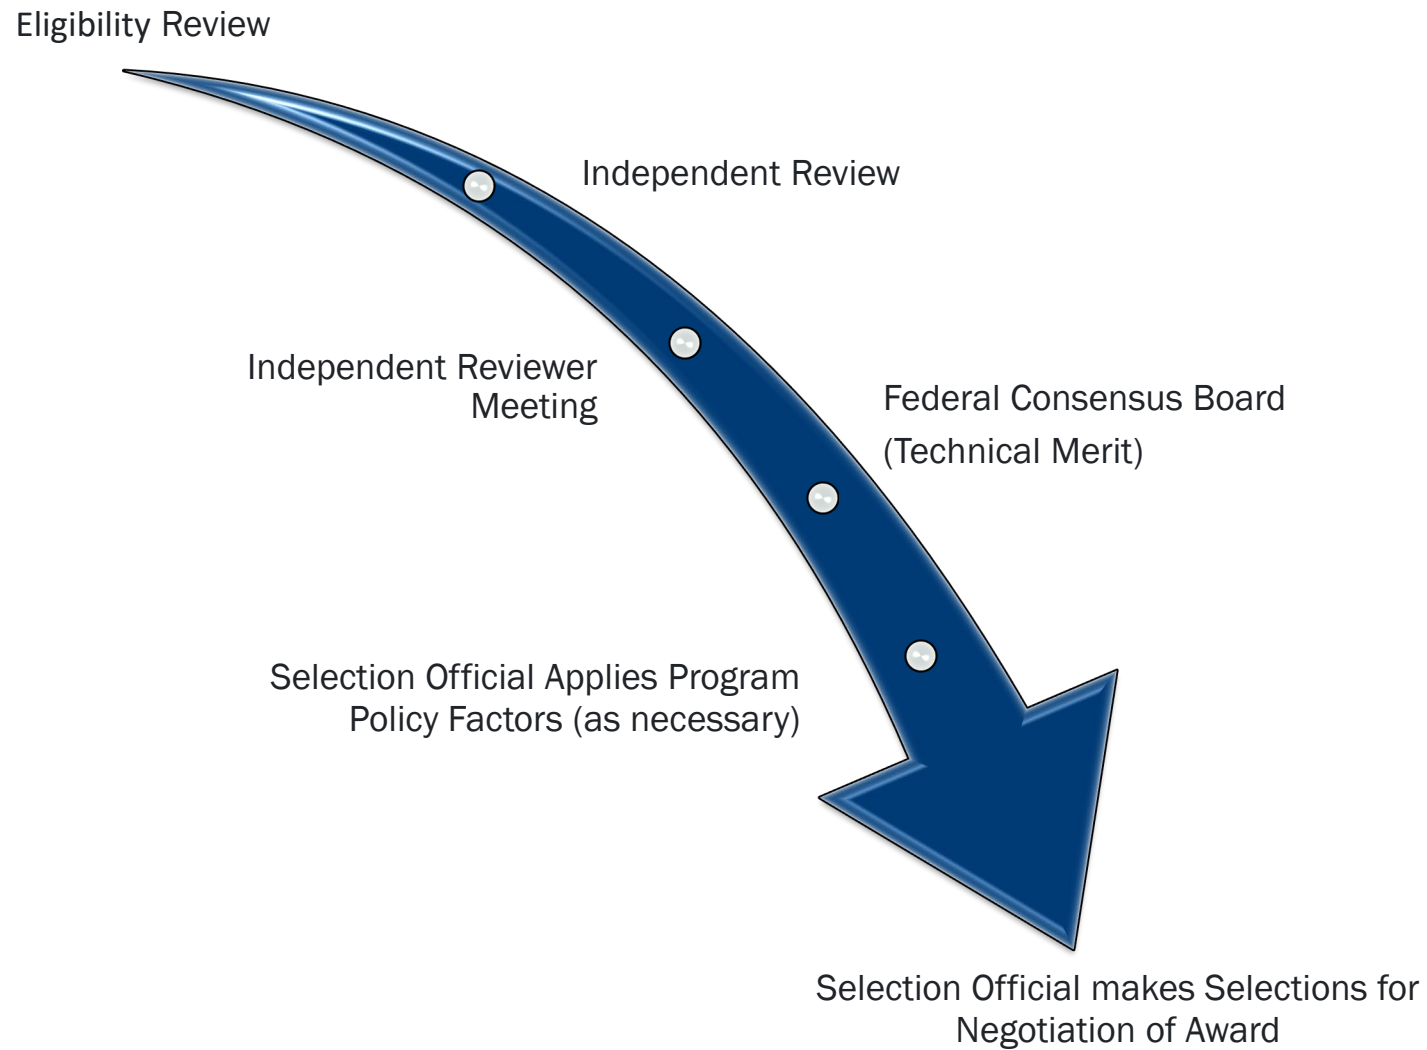 Eligibility Review
Independent Review
Independent Reviewer
Meeting
Federal Consensus Board
(Technical Merit)
Selection Official Applies Program
Policy Factors (as necessary)
Selection Official makes Selections for
Negotiation of Award